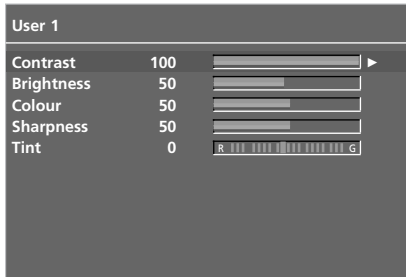 User 1
Contrast 100
Brightness 50
Colour 50
Sharpness 50
Tint 0 R G